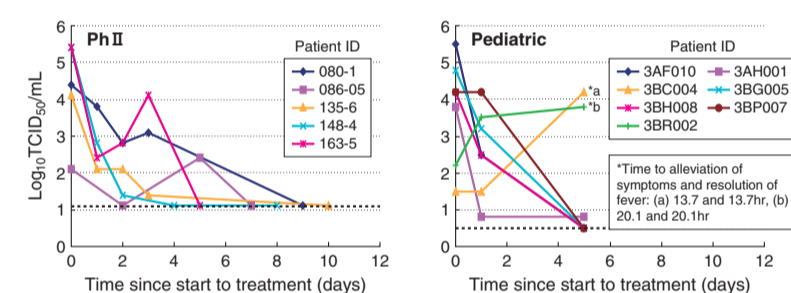 Ph II
Patient ID
080-1
086-05
135-6
148-4
163-5
Log10TCID50/mL
6
5
4
3
2
1
0
0 2 4 6 8 10 12
Time since start to treatment (days)
Pediatric
Patient ID
3AF010 3AH001
3BC004 3BG005
3BH008 3BP007
3BR002
*a
*b
*Time to alleviation of
symptoms and resolution of
fever: (a) 13.7 and 13.7hr, (b)
20.1 and 20.1hr
6
5
4
3
2
1
0
0 2 4 6 8 10 12
Time since start to treatment (days)